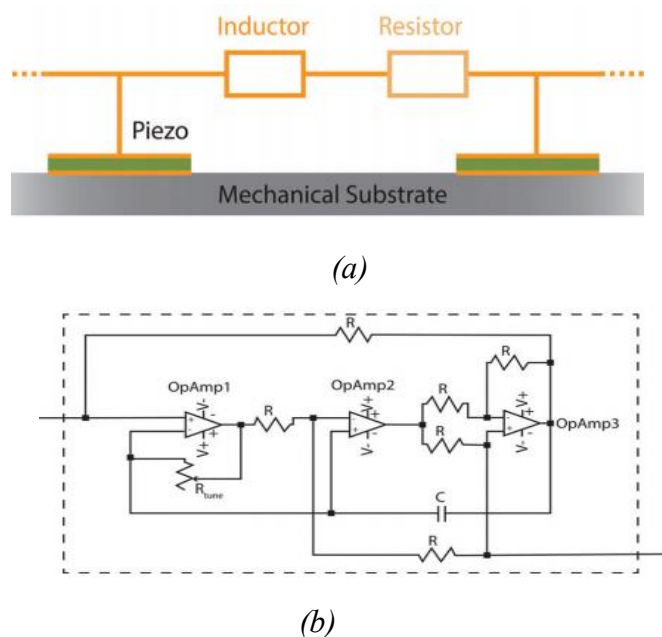 Inductor Resistor
Piezo
Mechanical Substrate
(a)
R
OpAmp1 V- OpAmp2 V+ R R V+ OpAmp3
R
V+ V- R V-
Rtune
C
R
(b)